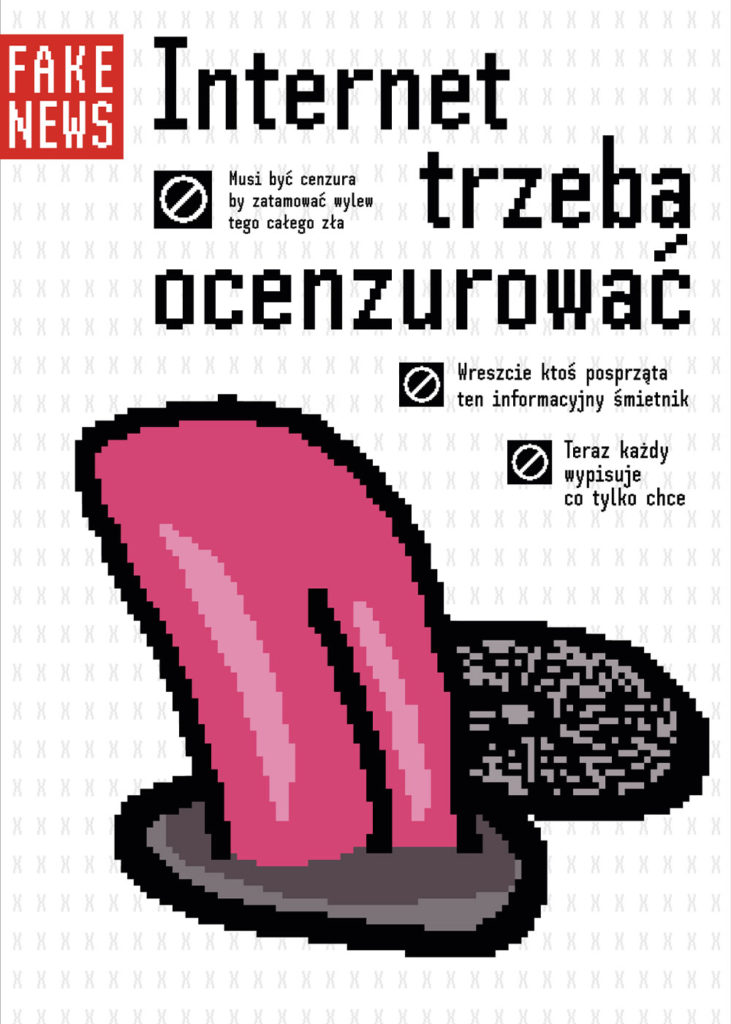 FAKE
NEWS
Internet
trzeba
ocenzurować
Musi być cenzura
by zatamować wylew
tego całego zła
Wreszcie ktoś posprząta
ten informacyjny śmietnik
Teraz każdy
wypisuje
co tylko chce